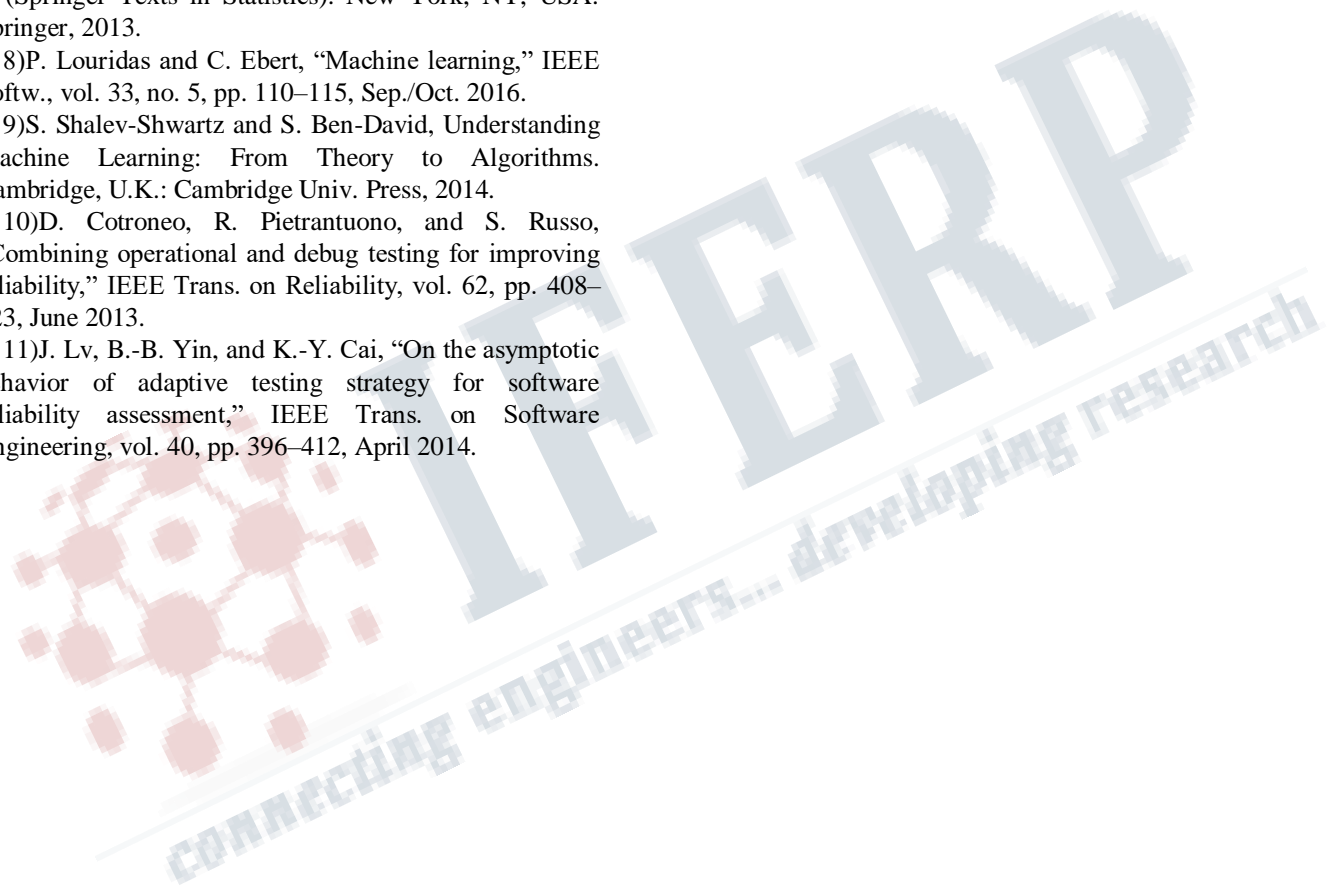 (Springer Texts in Statistics). New York, NY, USA:
pringer, 2013.
8)P. Louridas and C. Ebert, “Machine learning,” IEEE
oftw., vol. 33, no. 5, pp. 110–115, Sep./Oct. 2016.
9)S. Shalev-Shwartz and S. Ben-David, Understanding
achine Learning: From Theory to Algorithms.
ambridge, U.K.: Cambridge Univ. Press, 2014.
10)D. Cotroneo, R. Pietrantuono, and S. Russo,
Combining operational and debug testing for improving
liability,” IEEE Trans. on Reliability, vol. 62, pp. 408–
23, June 2013.
11)J. Lv, B.-B. Yin, and K.-Y. Cai, “On the asymptotic
havior of adaptive testing strategy for software
liability assessment,” IEEE Trans. on Software
ngineering, vol. 40, pp. 396–412, April 2014.
IFERP
connecting engineers... developing research